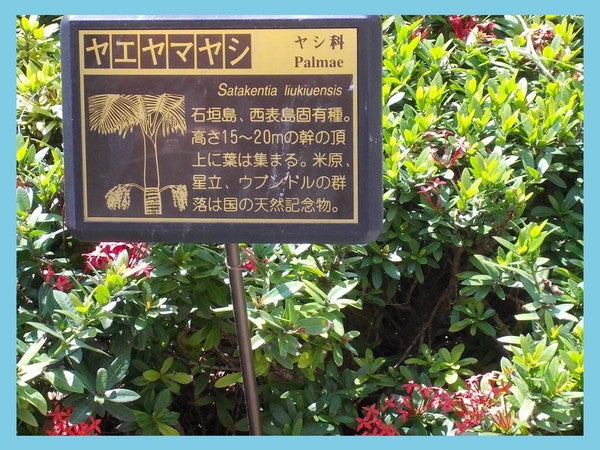 ヤエヤマヤシ
ヤシ科
Palmae
Satakentia liukiuensis
石垣島、西表島固有種。
高さ15〜20mの幹の頂
上に葉は集まる。米原、
星立、ウブンドルの群
落は国の天然記念物。